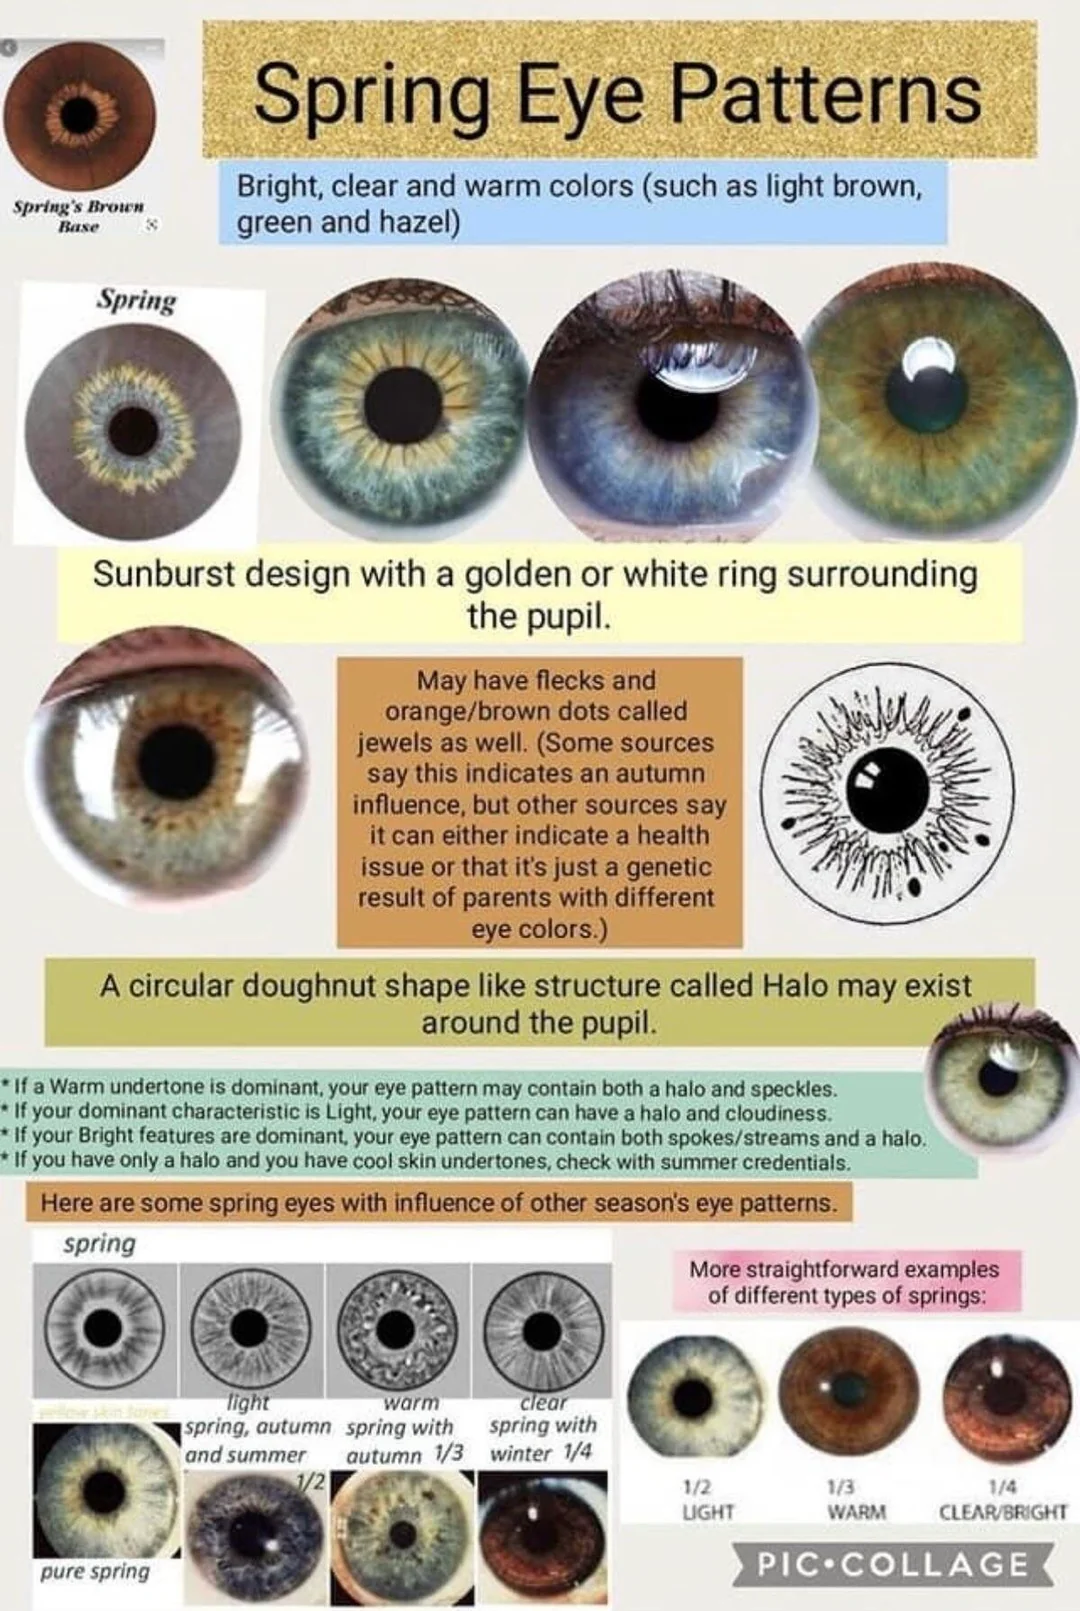 Spring Eye Patterns
Spring's Brown
Base
Bright, clear and warm colors (such as light brown,
green and hazel)
Spring
Sunburst design with a golden or white ring surrounding
the pupil.
May have flecks and
orange/brown dots called
jewels as well. (Some sources
say this indicates an autumn
influence, but other sources say
it can either indicate a health
issue or that it's just a genetic
result of parents with different
eye colors.)
A circular doughnut shape like structure called Halo may exist
around the pupil.
* If a Warm undertone is dominant, your eye pattern may contain both a halo and speckles.
* If your dominant characteristic is Light, your eye pattern can have a halo and cloudiness.
* If your Bright features are dominant, your eye pattern can contain both spokes/streams and a halo.
* If you have only a halo and you have cool skin undertones, check with summer credentials.
Here are some spring eyes with influence of other season's eye patterns.
spring
yellow skin tones
light
spring, autumn
and summer
1/2
warm
spring with
autumn 1/3
clear
spring with
winter 1/4
pure spring
More straightforward examples
of different types of springs:
1/2
LIGHT
1/3
WARM
1/4
CLEAR/BRIGHT
PIC•COLLAGE